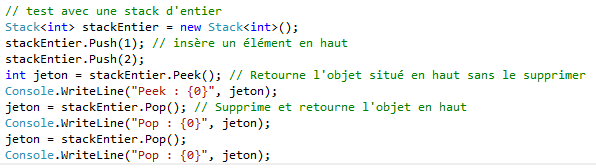 // test avec une stack d'entier
Stack<int> stackEntier = new Stack<int>();
stackEntier.Push(1); // insère un élément en haut
stackEntier.Push(2);
int jeton = stackEntier.Peek(); // Retourne l'objet situé en haut sans le supprimer
Console.WriteLine("Peek : {0}", jeton);
jeton = stackEntier.Pop(); // Supprime et retourne l'objet en haut
Console.WriteLine("Pop : {0}", jeton);
jeton = stackEntier.Pop();
Console.WriteLine("Pop : {0}", jeton);